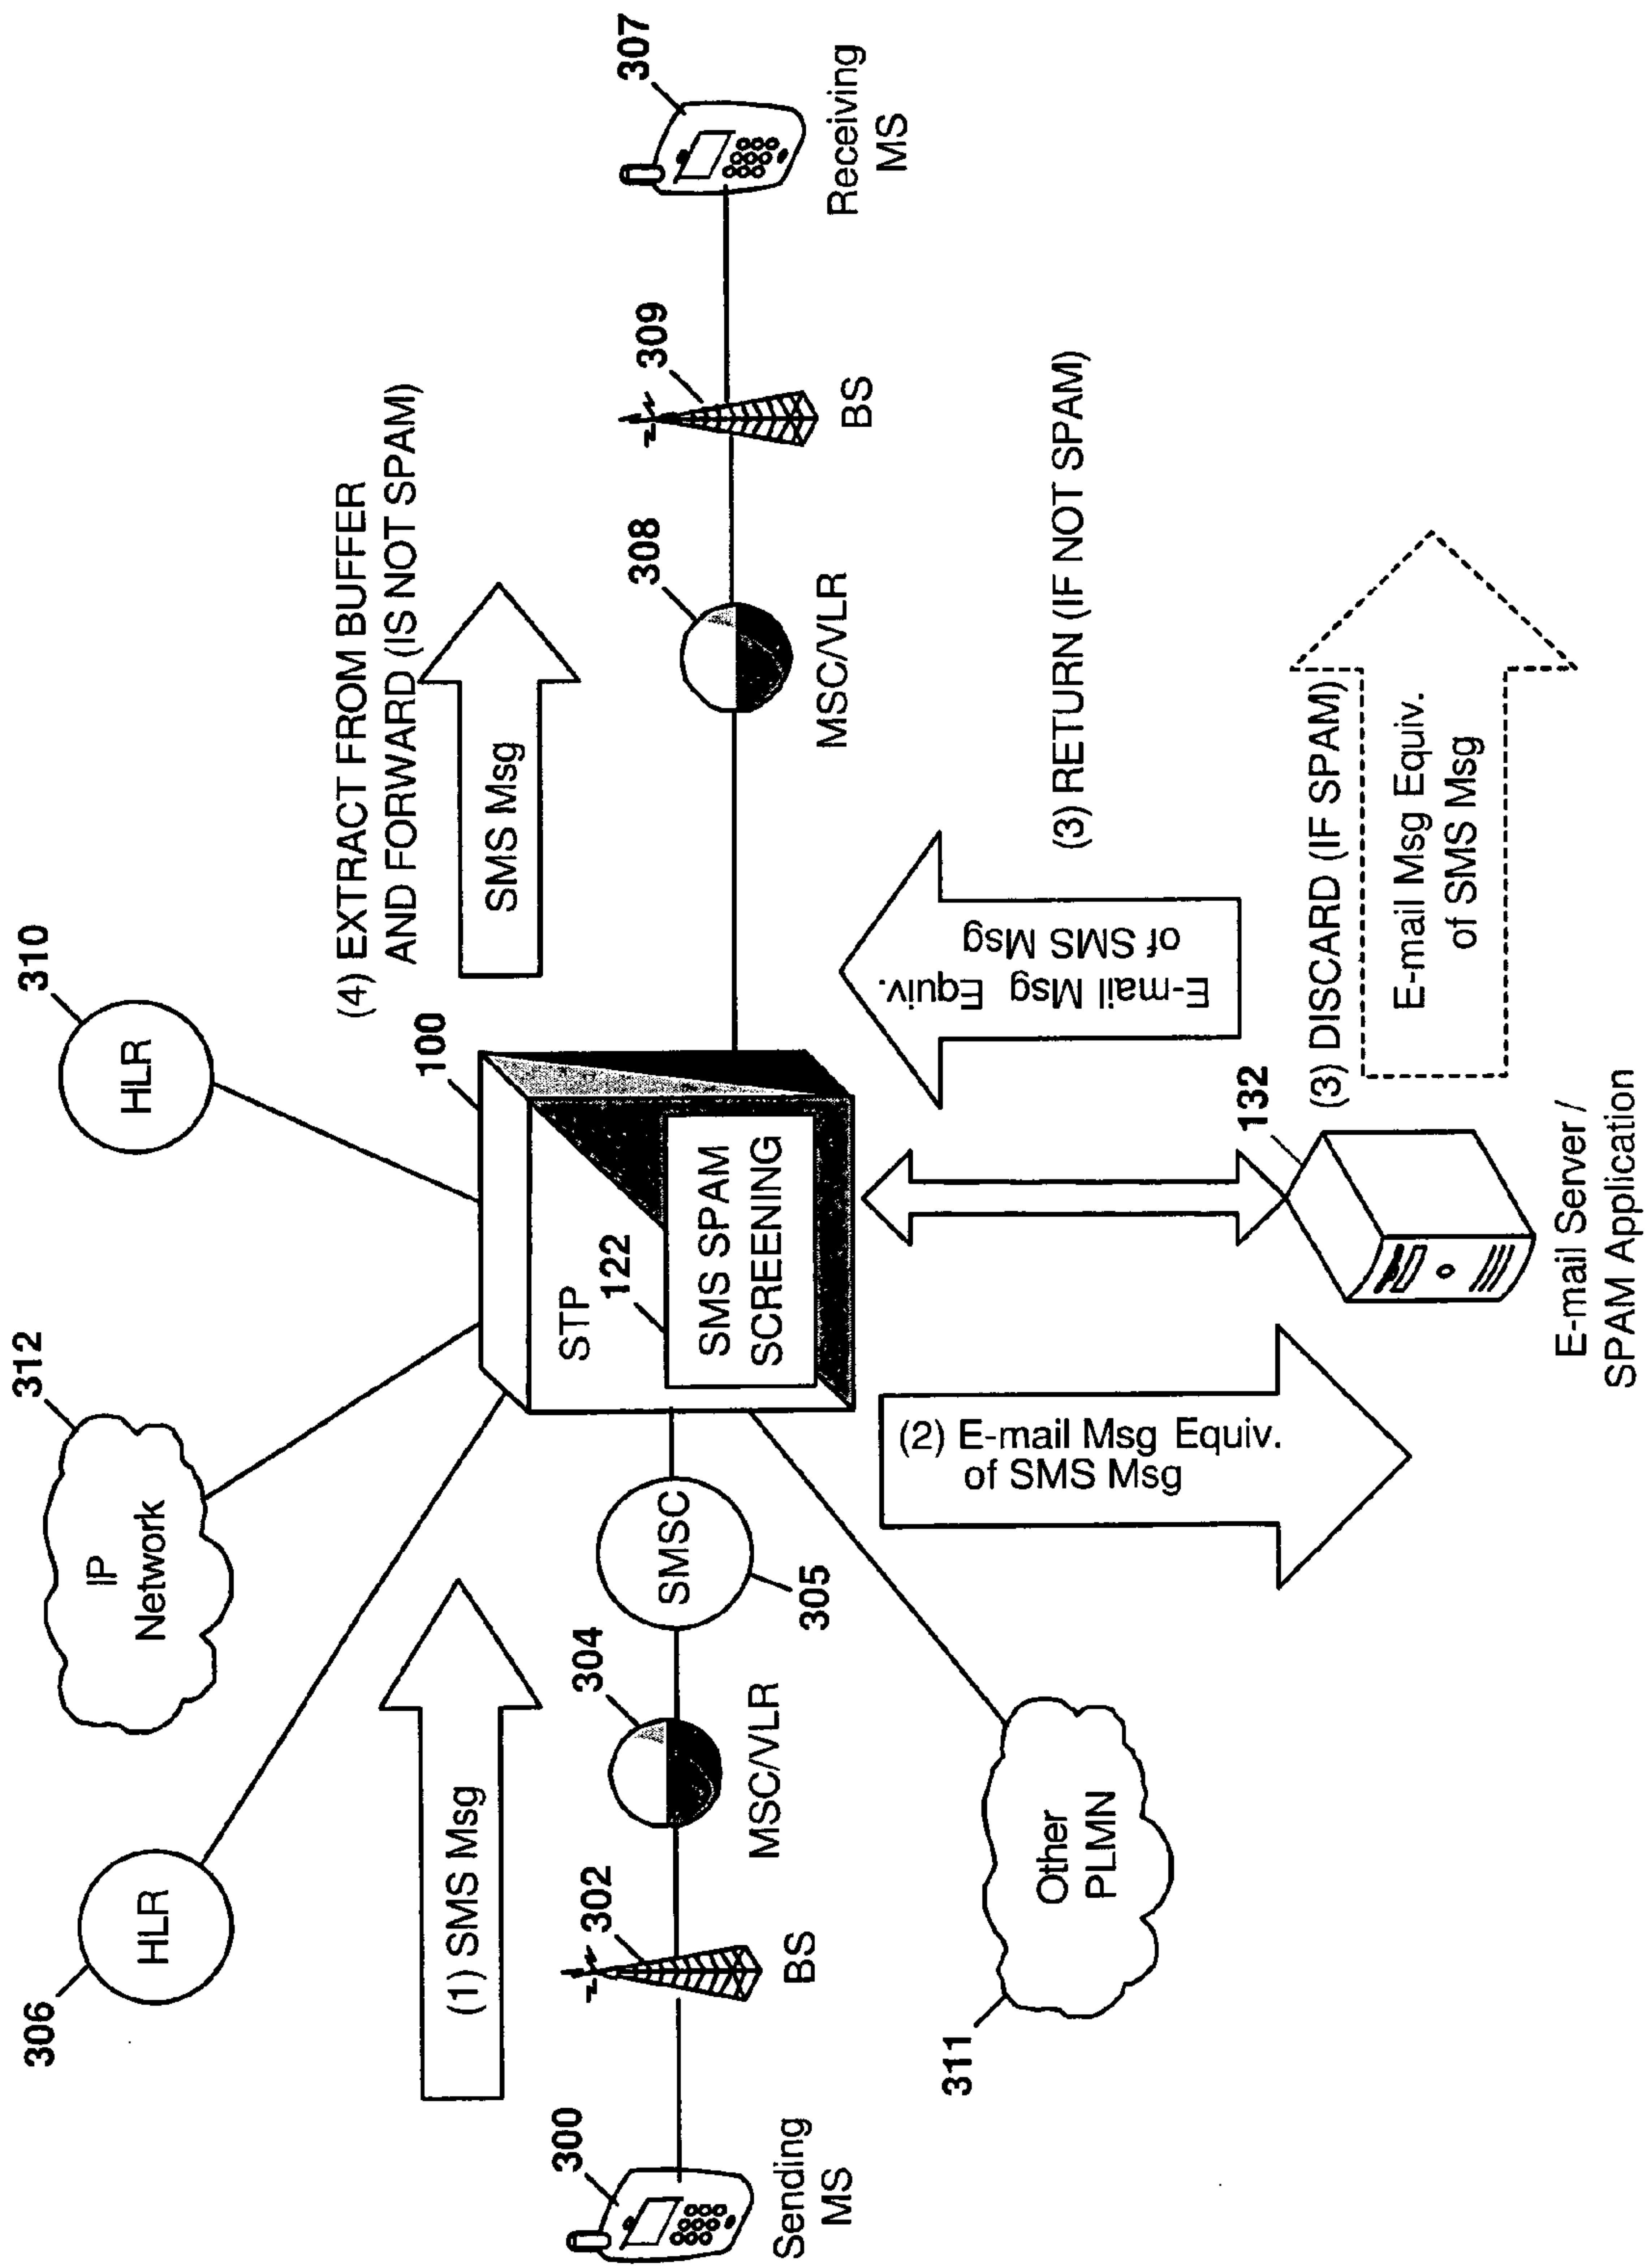 306
HLR
312
IP
Network
310
HLR
(1) SMS Msg
(4) EXTRACT FROM BUFFER
AND FORWARD (IS NOT SPAM)
SMS Msg
300
Sending
MS
302
BS
304
MSC/VLR
SMSC
305
100
STP
122
SMS SPAM
SCREENING
308
MSC/VLR
309
BS
307
Receiving
MS
311
Other
PLMN
(2) E-mail Msg Equiv.
of SMS Msg
E-mail Msg Equiv.
of SMS Msg
(3) RETURN (IF NOT SPAM)
132
E-mail Server /
SPAM Application
(3) DISCARD (IF SPAM)
E-mail Msg Equiv.
of SMS Msg